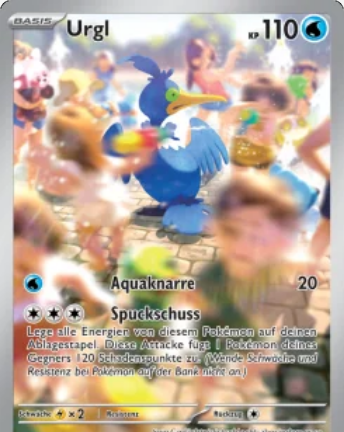 BASIS
Urgl
KP 110
Aquaknarre 20
Spuckschuss
Lege alle Energien von diesem Pokémon auf deinen
Ablagestapel. Diese Attacke fügt 1 Pokémon deines
Gegners 120 Schadenspunkte zu. (Wende Schwäche und
Resistenz bei Pokémon auf der Bank nicht an.)
Schwäche ×2 Resistenz Rückzug